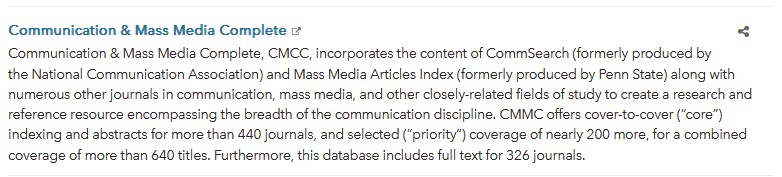 Communication & Mass Media Complete
Communication & Mass Media Complete, CMCC, incorporates the content of CommSearch (formerly produced by
the National Communication Association) and Mass Media Articles Index (formerly produced by Penn State) along with
numerous other journals in communication, mass media, and other closely-related fields of study to create a research and
reference resource encompassing the breadth of the communication discipline. CMMC offers cover-to-cover (“core”)
indexing and abstracts for more than 440 journals, and selected (“priority”) coverage of nearly 200 more, for a combined
coverage of more than 640 titles. Furthermore, this database includes full text for 326 journals.